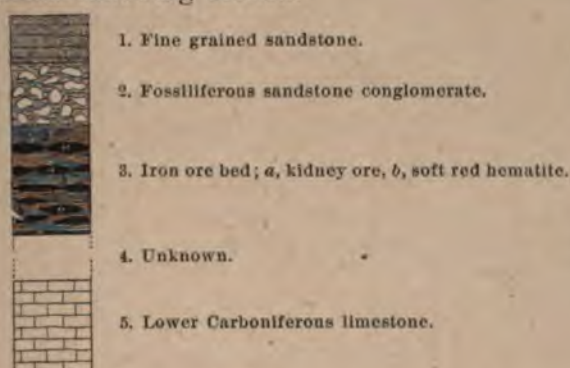 1. Fine grained sandstone.
2. Fossiliferous sandstone conglomerate.
3. Iron ore bed; a, kidney ore, b, soft red hematite.
4. Unknown.
5. Lower Carboniferous limestone.